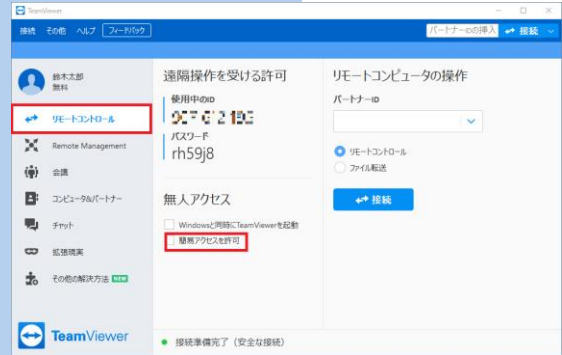 TeamViewer
接続 その他 ヘルプ フィードバック
パートナーIDの挿入 接続
鈴木太郎
無料
リモートコントロール
Remote Management
会議
コンピュータ&パートナー
チャット
拡張現実
その他の解決方法 NEW
TeamViewer
遠隔操作を受ける許可
使用中のID
パスワード
rh59j8
無人アクセス
Windowsと同時にTeamViewerを起動
簡易アクセスを許可
リモートコンピュータの操作
パートナーID
リモートコントロール
ファイル転送
接続
接続準備完了（安全な接続）